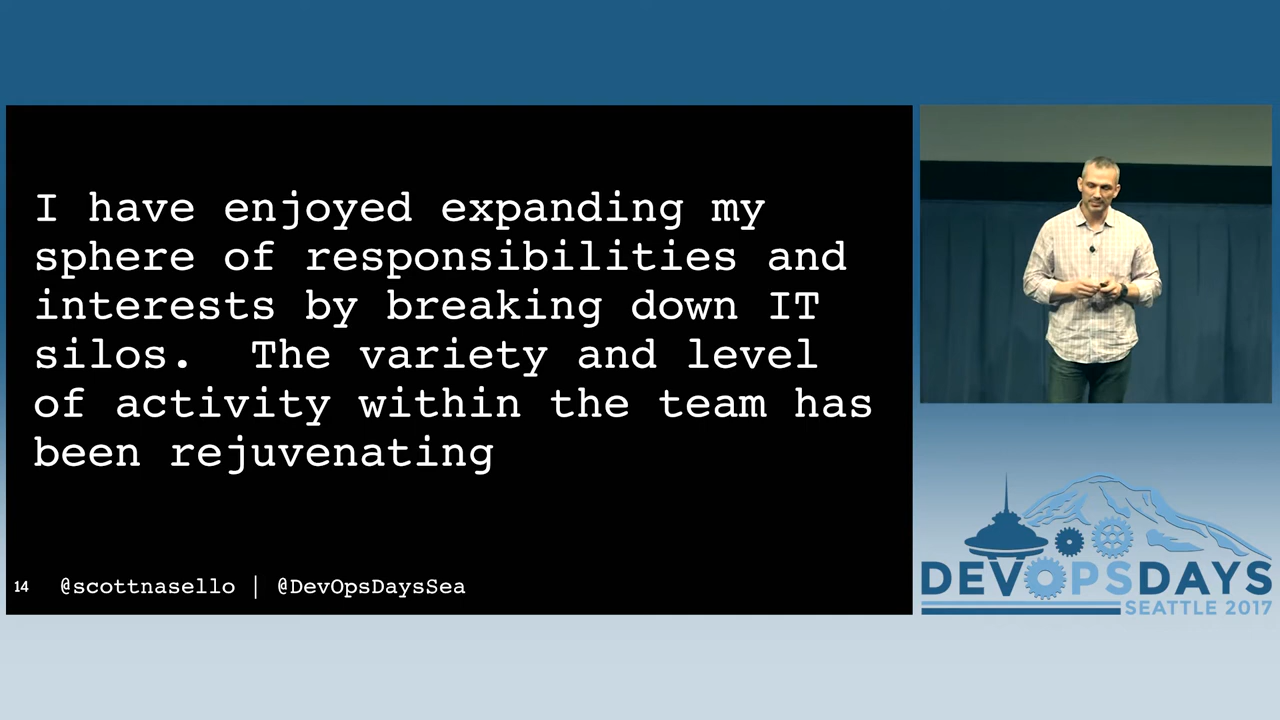 I have enjoyed expanding my
sphere of responsibilities and
interests by breaking down IT
silos.  The variety and level
of activity within the team has
been rejuvenating
14 @scottnasello | @DevOpsDaysSea
DEVOPSDAYS
SEATTLE 2017